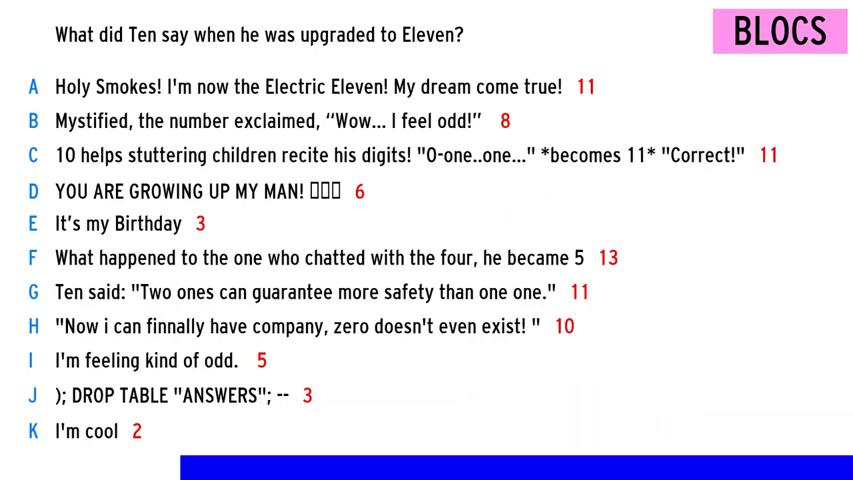 What did Ten say when he was upgraded to Eleven?
BLOCS
A Holy Smokes! I'm now the Electric Eleven! My dream come true! 11
B Mystified, the number exclaimed, “Wow... I feel odd!” 8
C 10 helps stuttering children recite his digits! "O-one..one..." *becomes 11* "Correct!" 11
D YOU ARE GROWING UP MY MAN! 6
E It’s my Birthday 3
F What happened to the one who chatted with the four, he became 5 13
G Ten said: "Two ones can guarantee more safety than one one." 11
H "Now i can finnally have company, zero doesn't even exist! " 10
I I'm feeling kind of odd. 5
J ); DROP TABLE "ANSWERS"; -- 3
K I'm cool 2